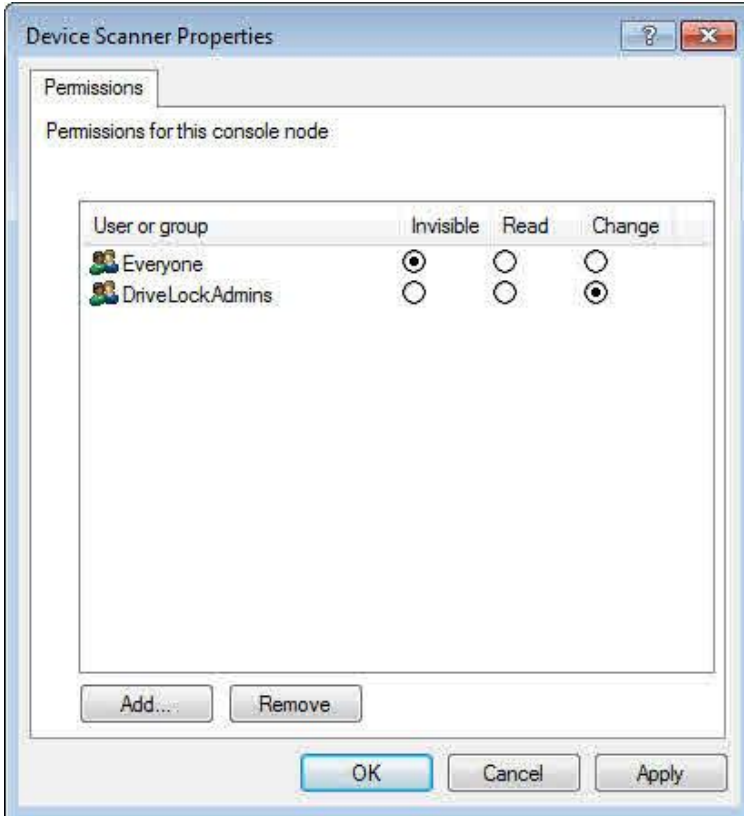 Device Scanner Properties
Permissions
Permissions for this console node
User or group Invisible Read Change
Everyone
DriveLockAdmins
Add... Remove
OK Cancel Apply